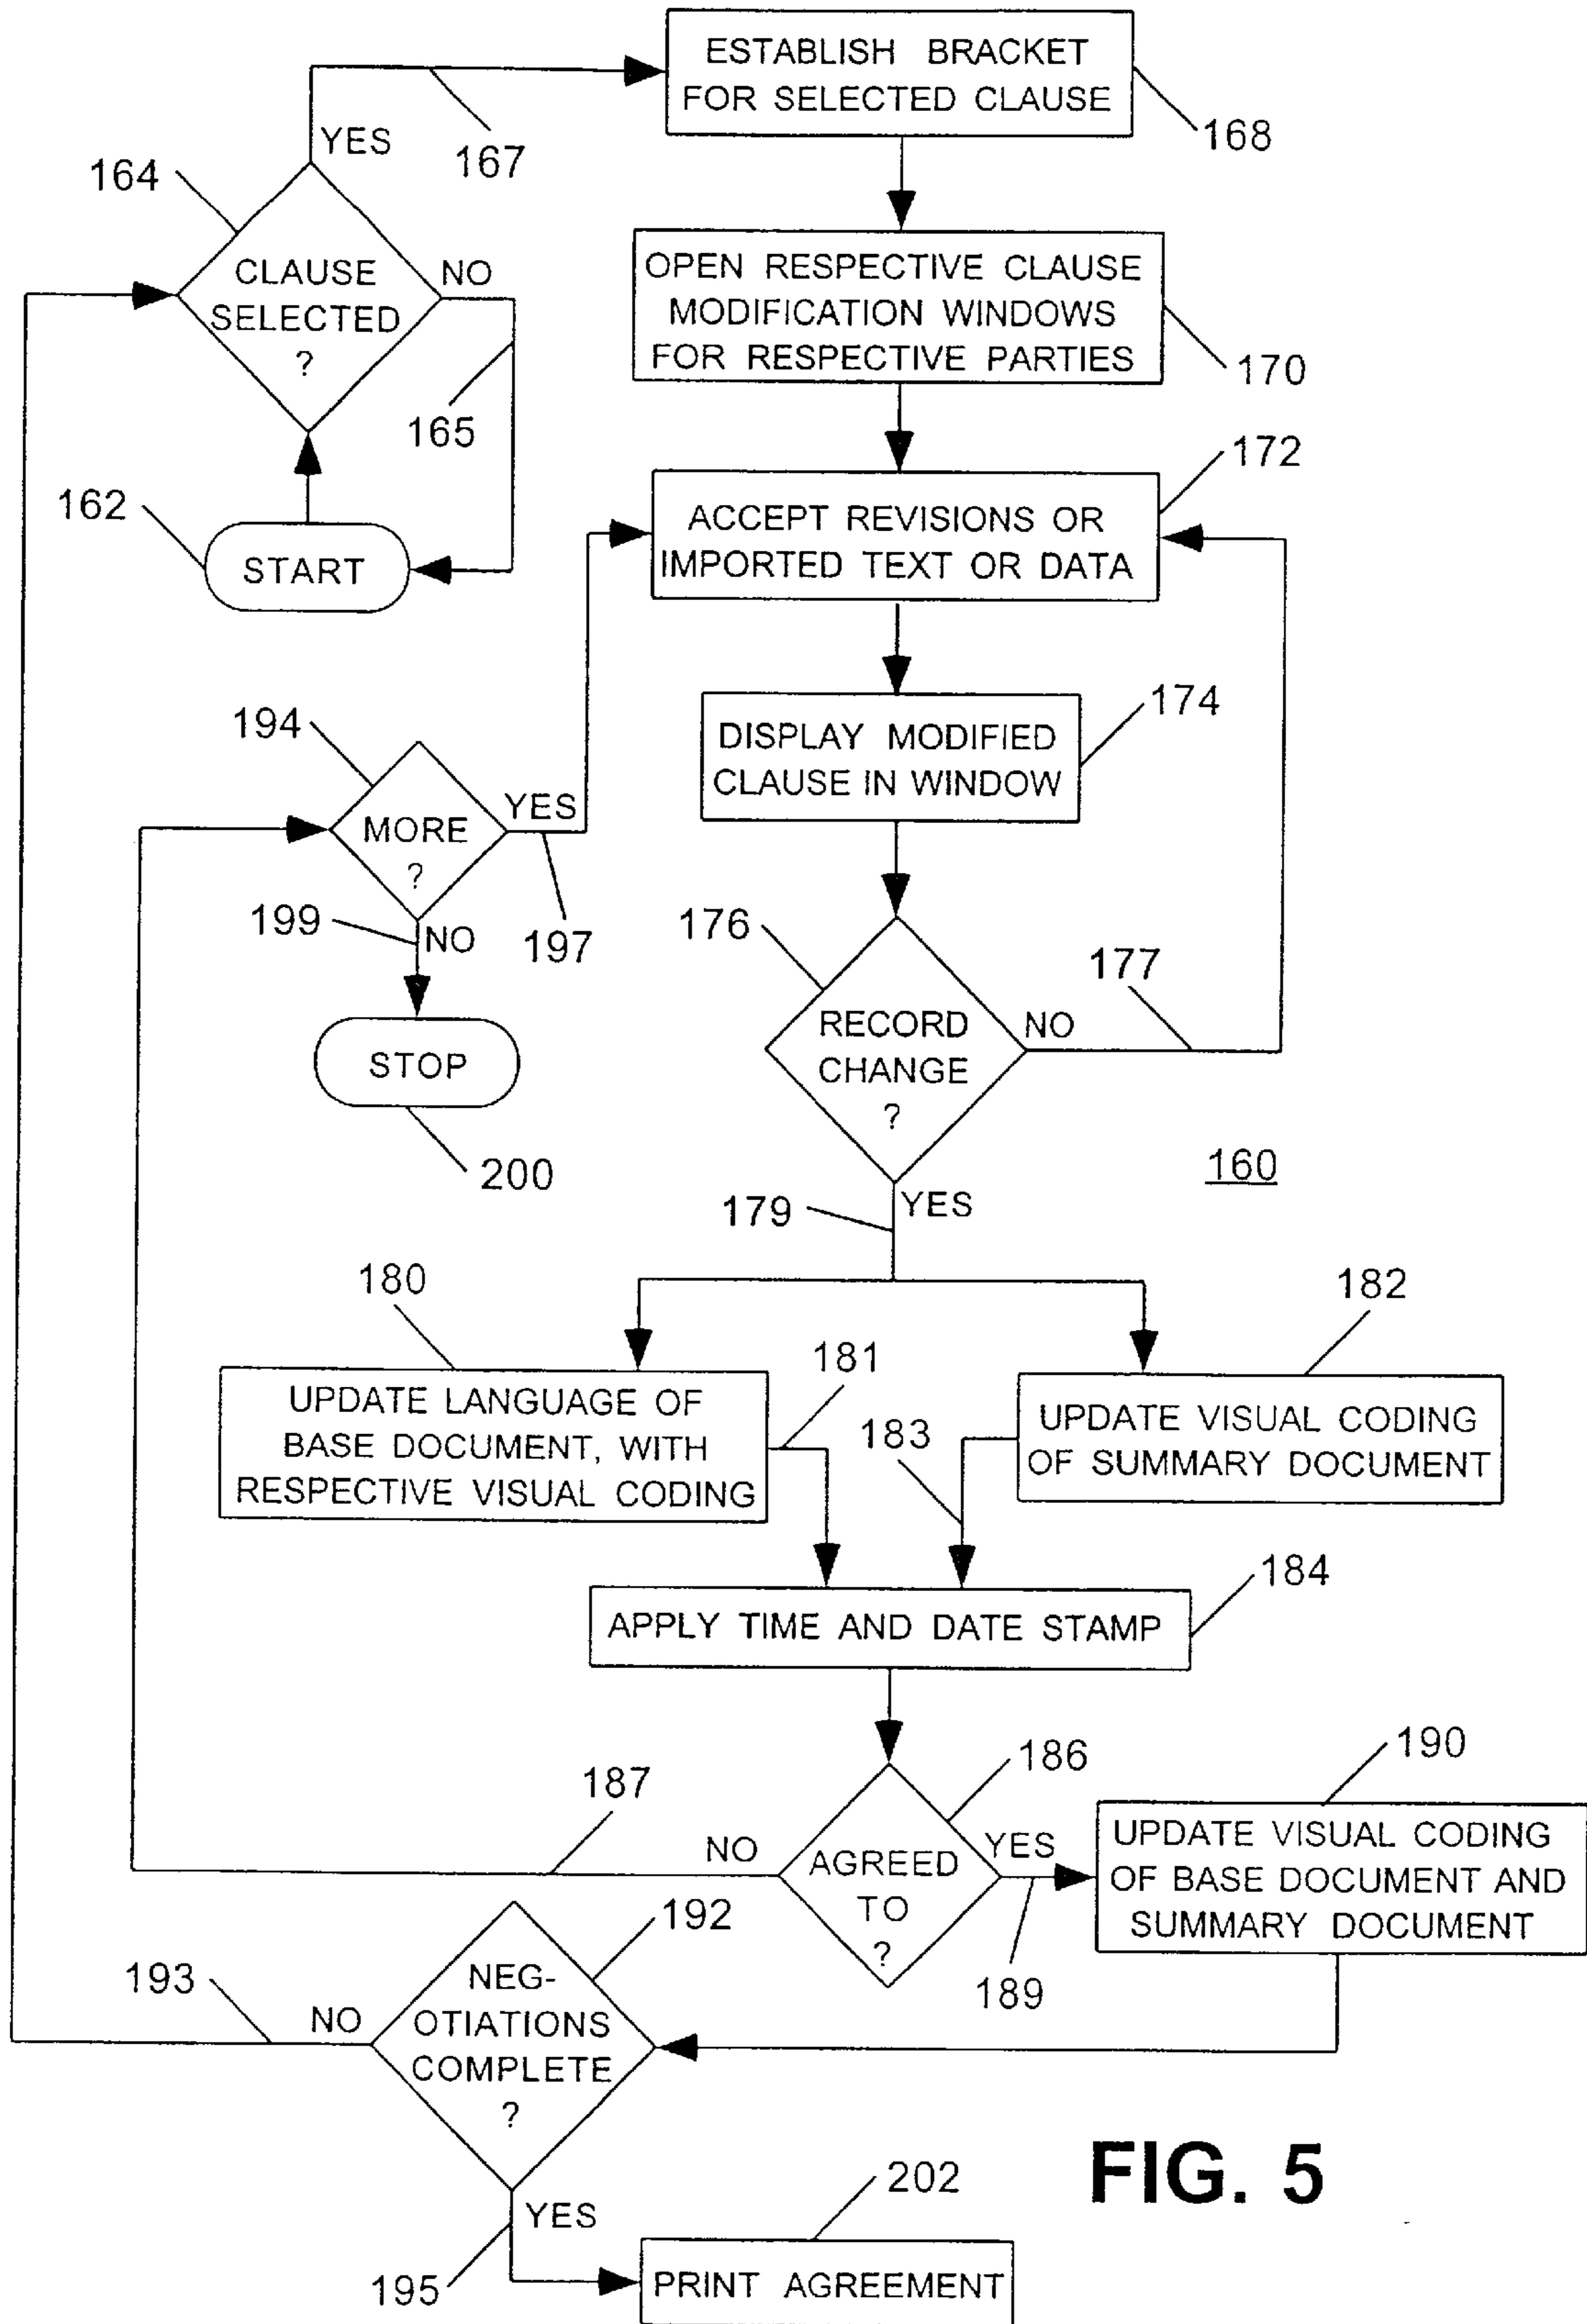 ESTABLISH BRACKET
FOR SELECTED CLAUSE
168
YES
167
164
CLAUSE
SELECTED
?
NO
165
162
START
OPEN RESPECTIVE CLAUSE
MODIFICATION WINDOWS
FOR RESPECTIVE PARTIES
170
172
ACCEPT REVISIONS OR
IMPORTED TEXT OR DATA
174
DISPLAY MODIFIED
CLAUSE IN WINDOW
194
MORE
?
YES
197
199
NO
STOP
200
176
RECORD
CHANGE
?
NO
177
160
179
YES
180
UPDATE LANGUAGE OF
BASE DOCUMENT, WITH
RESPECTIVE VISUAL CODING
181
182
UPDATE VISUAL CODING
OF SUMMARY DOCUMENT
183
184
APPLY TIME AND DATE STAMP
186
AGREED
TO
?
NO
187
YES
189
190
UPDATE VISUAL CODING
OF BASE DOCUMENT AND
SUMMARY DOCUMENT
192
NEG-
OTIATIONS
COMPLETE
?
193
NO
YES
195
202
PRINT AGREEMENT
FIG. 5